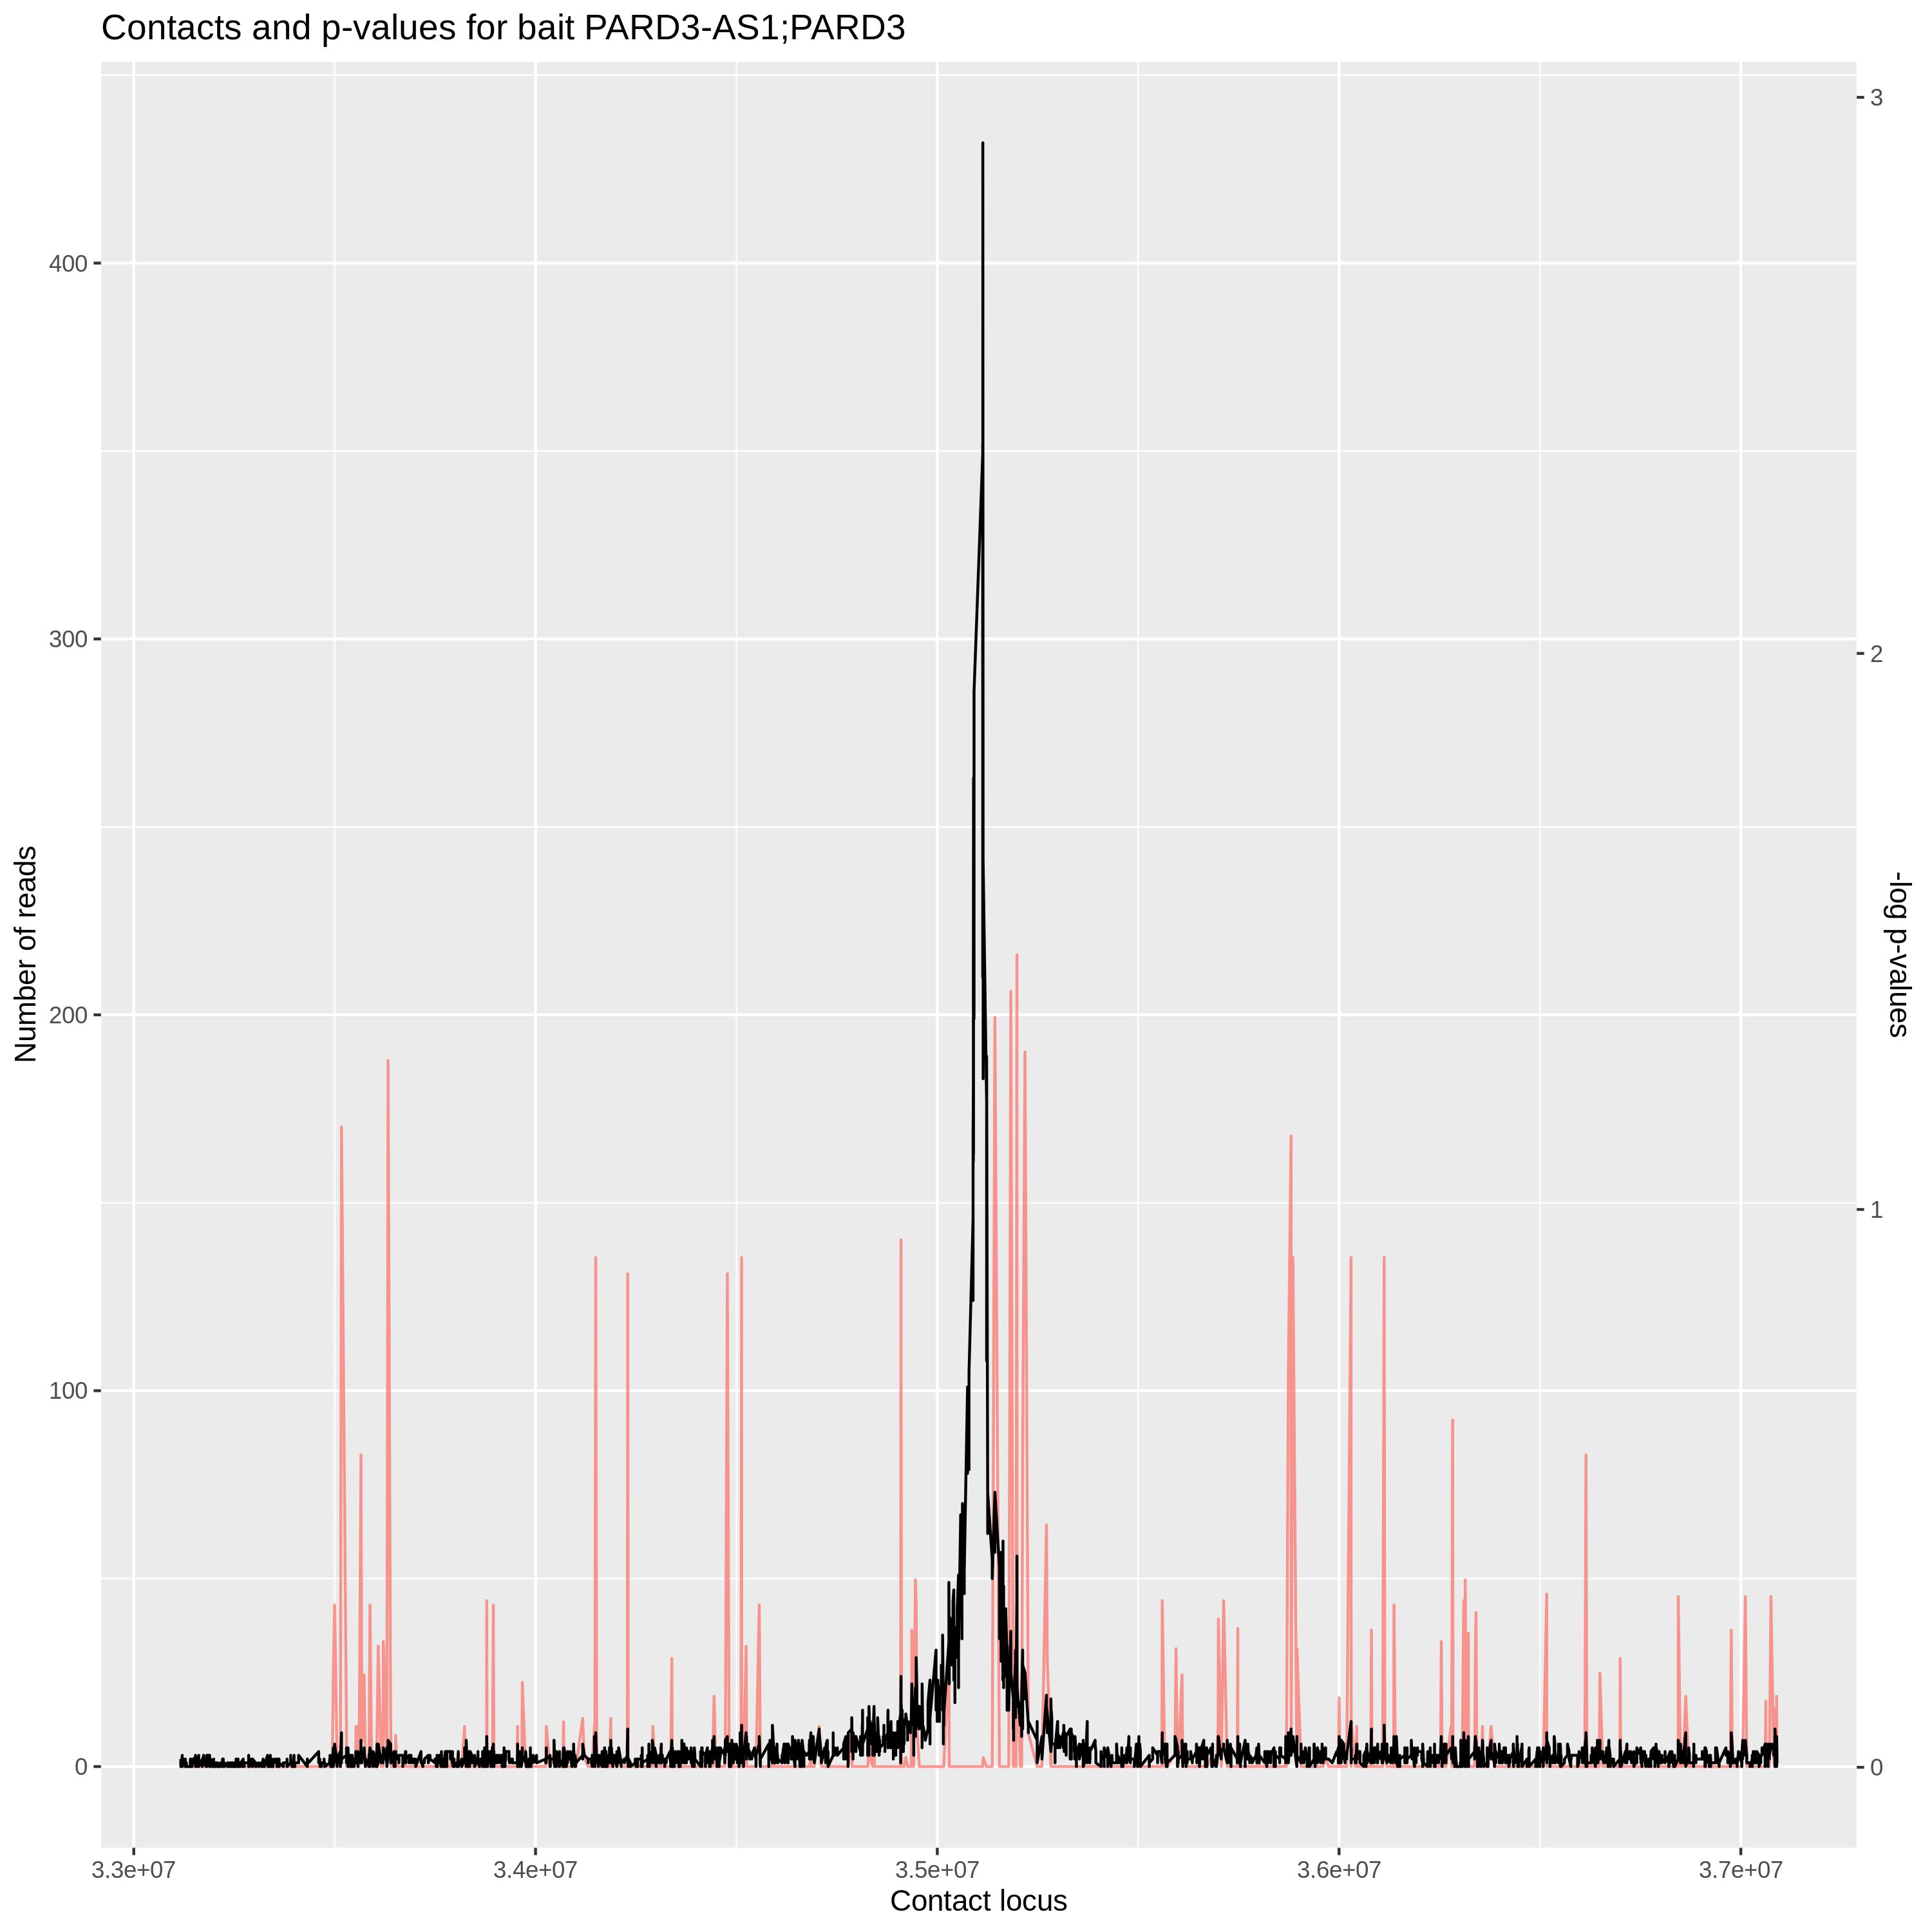 Contacts and p-values for bait PARD3-AS1;PARD3
Number of reads
400
300
200
100
0
3
2
1
0
-log p-values
3.3e+07
3.4e+07
3.5e+07
3.6e+07
3.7e+07
Contact locus